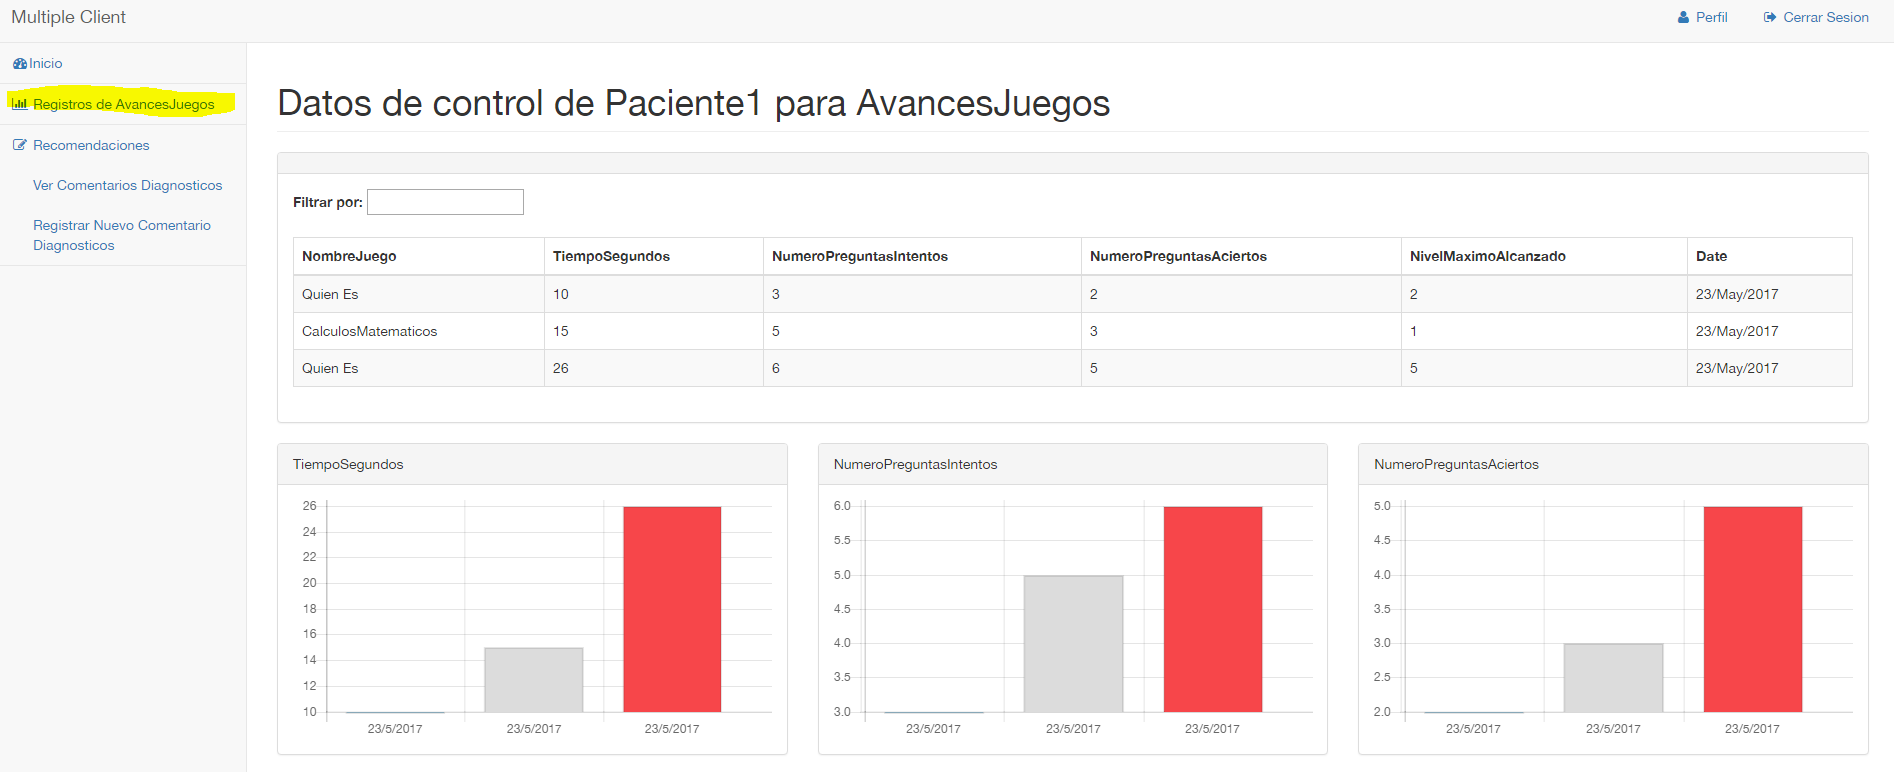 Multiple Client
Perfil
Cerrar Sesion
Inicio
Registros de AvancesJuegos
Recomendaciones
Ver Comentarios Diagnosticos
Registrar Nuevo Comentario
Diagnosticos
Datos de control de Paciente1 para AvancesJuegos
Filtrar por:
NombreJuego TiempoSegundos NumeroPreguntasIntentos NumeroPreguntasAciertos NivelMaximoAlcanzado Date
Quien Es 10 3 2 2 23/May/2017
CalculosMatematicos 15 5 3 1 23/May/2017
Quien Es 26 6 5 5 23/May/2017
TiempoSegundos
26
24
22
20
18
16
14
12
10
23/5/2017 23/5/2017 23/5/2017
NumeroPreguntasIntentos
6.0
5.5
5.0
4.5
4.0
3.5
3.0
23/5/2017 23/5/2017 23/5/2017
NumeroPreguntasAciertos
5.0
4.5
4.0
3.5
3.0
2.5
2.0
23/5/2017 23/5/2017 23/5/2017